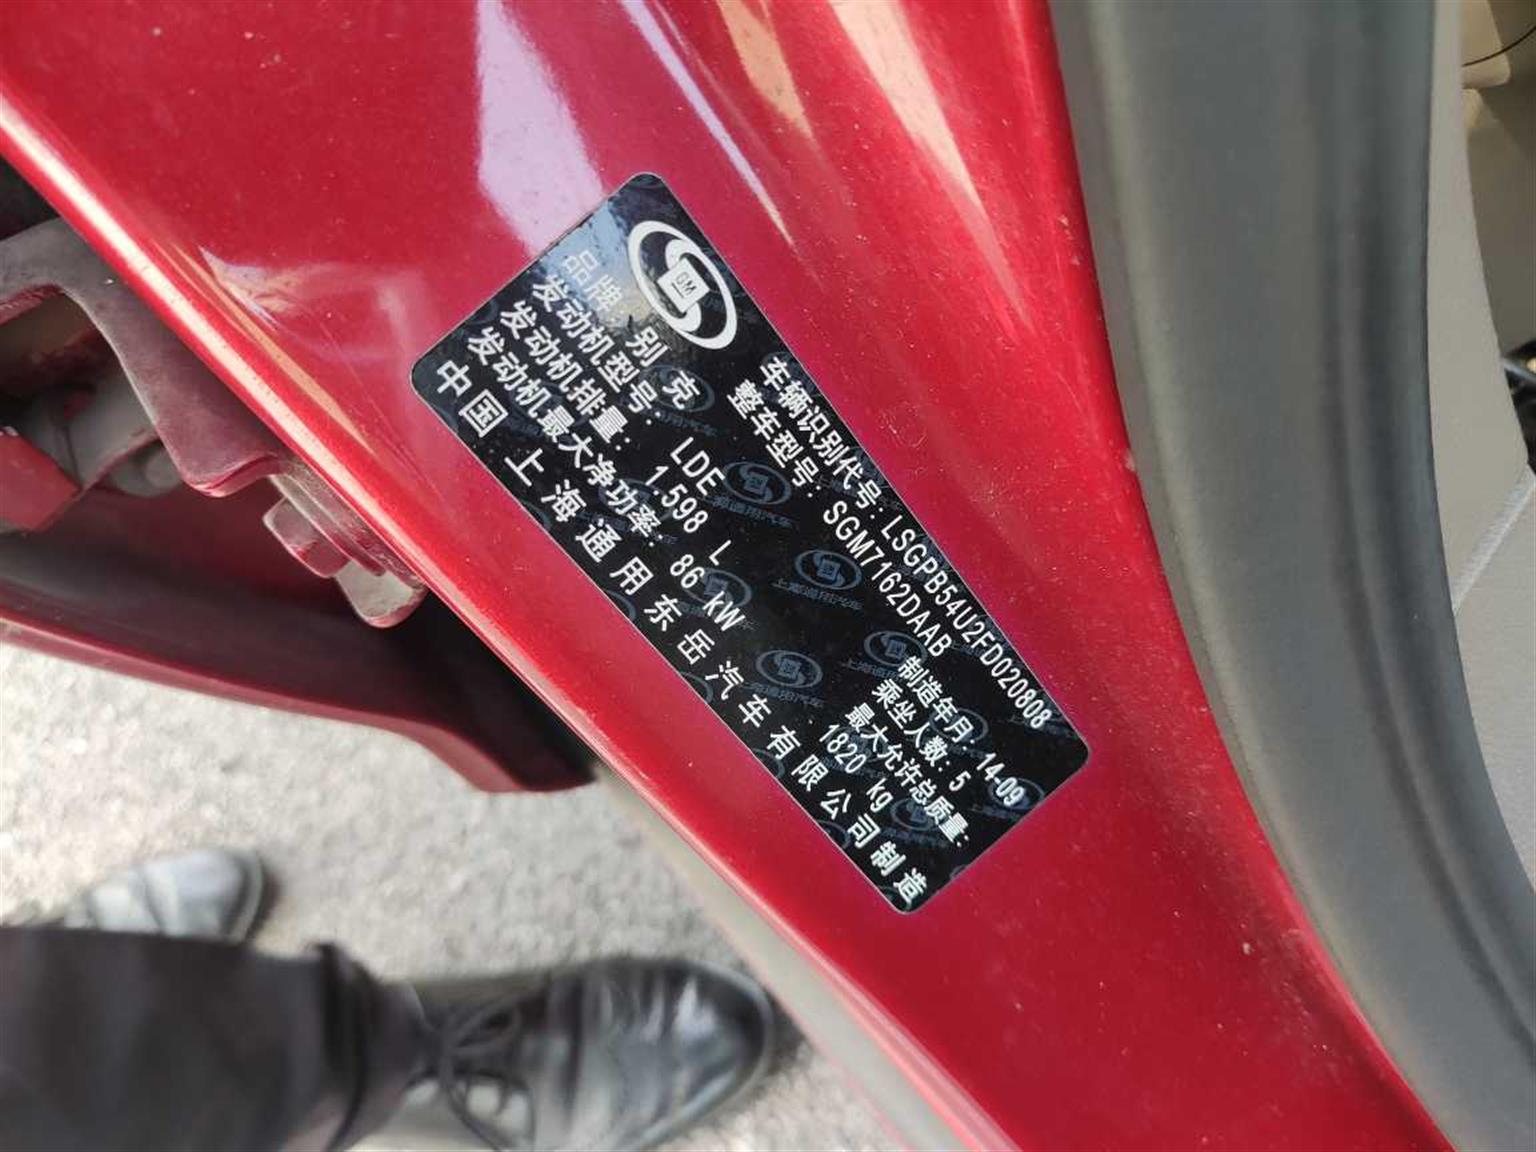 GM
车辆识别代号: LSGPB54U2FD020808
整车型号: SGM7162DAAB
品牌 别克
制造年月: 14-09
发动机型号: LDE
乘坐人数: 5
发动机排量: 1.598 L
最大允许总质量:
发动机最大净功率: 86 kW
1820 kg
中国 上海通用东岳汽车有限公司制造